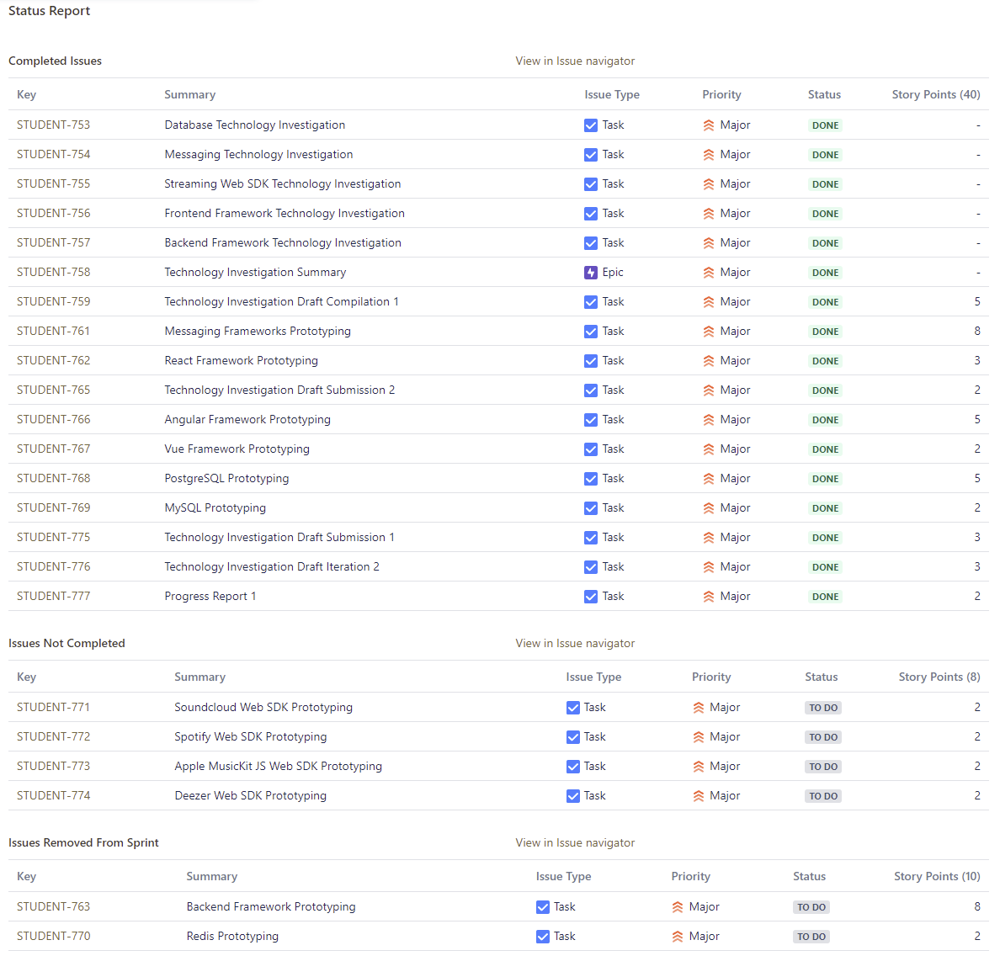 Status Report
Completed Issues View in Issue navigator
Key Summary Issue Type Priority Status Story Points (40)
STUDENT-753 Database Technology Investigation Task Major DONE -
STUDENT-754 Messaging Technology Investigation Task Major DONE -
STUDENT-755 Streaming Web SDK Technology Investigation Task Major DONE -
STUDENT-756 Frontend Framework Technology Investigation Task Major DONE -
STUDENT-757 Backend Framework Technology Investigation Task Major DONE -
STUDENT-758 Technology Investigation Summary Epic Major DONE -
STUDENT-759 Technology Investigation Draft Compilation 1 Task Major DONE 5
STUDENT-761 Messaging Frameworks Prototyping Task Major DONE 8
STUDENT-762 React Framework Prototyping Task Major DONE 3
STUDENT-765 Technology Investigation Draft Submission 2 Task Major DONE 2
STUDENT-766 Angular Framework Prototyping Task Major DONE 5
STUDENT-767 Vue Framework Prototyping Task Major DONE 2
STUDENT-768 PostgreSQL Prototyping Task Major DONE 5
STUDENT-769 MySQL Prototyping Task Major DONE 2
STUDENT-775 Technology Investigation Draft Submission 1 Task Major DONE 3
STUDENT-776 Technology Investigation Draft Iteration 2 Task Major DONE 3
STUDENT-777 Progress Report 1 Task Major DONE 2
Issues Not Completed View in Issue navigator
Key Summary Issue Type Priority Status Story Points (8)
STUDENT-771 Soundcloud Web SDK Prototyping Task Major TO DO 2
STUDENT-772 Spotify Web SDK Prototyping Task Major TO DO 2
STUDENT-773 Apple MusicKit JS Web SDK Prototyping Task Major TO DO 2
STUDENT-774 Deezer Web SDK Prototyping Task Major TO DO 2
Issues Removed From Sprint View in Issue navigator
Key Summary Issue Type Priority Status Story Points (10)
STUDENT-763 Backend Framework Prototyping Task Major TO DO 8
STUDENT-770 Redis Prototyping Task Major TO DO 2